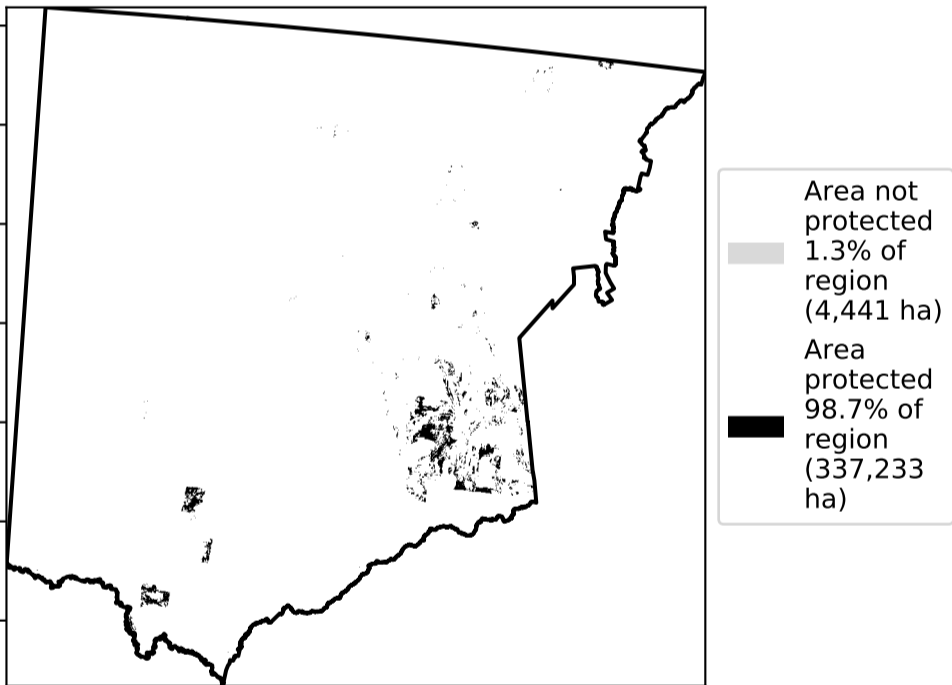 Area not
protected
1.3% of
region
(4,441 ha)
Area
protected
98.7% of
region
(337,233
ha)